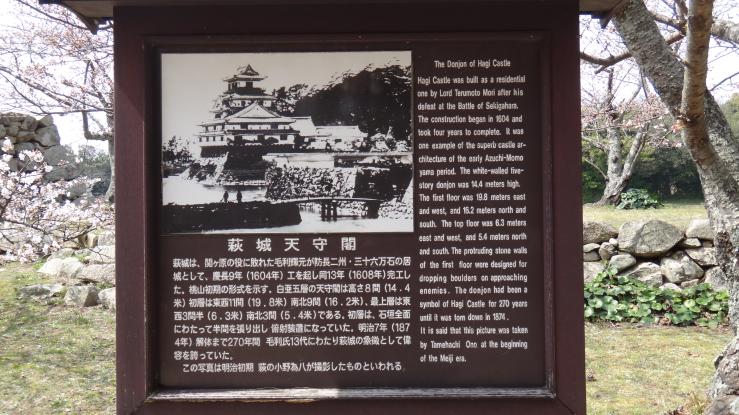 萩城天守閣
萩城は、関ヶ原の役に敗れた毛利輝元が防長二州・三十六万石の居
城として、慶長9年(1604年)工を起し同13年(1608年)完工し
た。桃山初期の形式を示す。白亜五層の天守閣は高さ8間(14.4
米)初層は東西11間(19.8米)南北9間(16.2米)、最上層は東
西3間半(6.3米)南北3間(5.4米)である。初層は、石垣全面
にわたって半間を張り出し 俯射装置になっていた。明治7年(187
4年)解体まで270年間 毛利氏13代にわたり萩城の象徴として偉
容を誇っていた。
この写真は明治初期 萩の小野為八が撮影したものといわれる。
The Donjon of Hagi Castle
Hagi Castle was built as a residential
one by Lord Terumoto Mori after his
defeat at the Battle of Sekigahara.
The construction began in 1604 and
took four years to complete. It was
one example of the superb castle ar-
chitecture of the early Azuchi-Momo
yama period. The white-walled five-
story donjon was 14.4 meters high.
The first floor was 19.8 meters east
and west, and 16.2 meters north and
south. The top floor was 6.3 meters
east and west, and 5.4 meters north
and south. The protruding stone walls
of the first floor were designed for
dropping boulders on approaching
enemies. The donjon had been a
symbol of Hagi Castle for 270 years
until it was torn down in 1874.
It is said that this picture was taken
by Tamehachi Ono at the beginning
of the Meiji era.